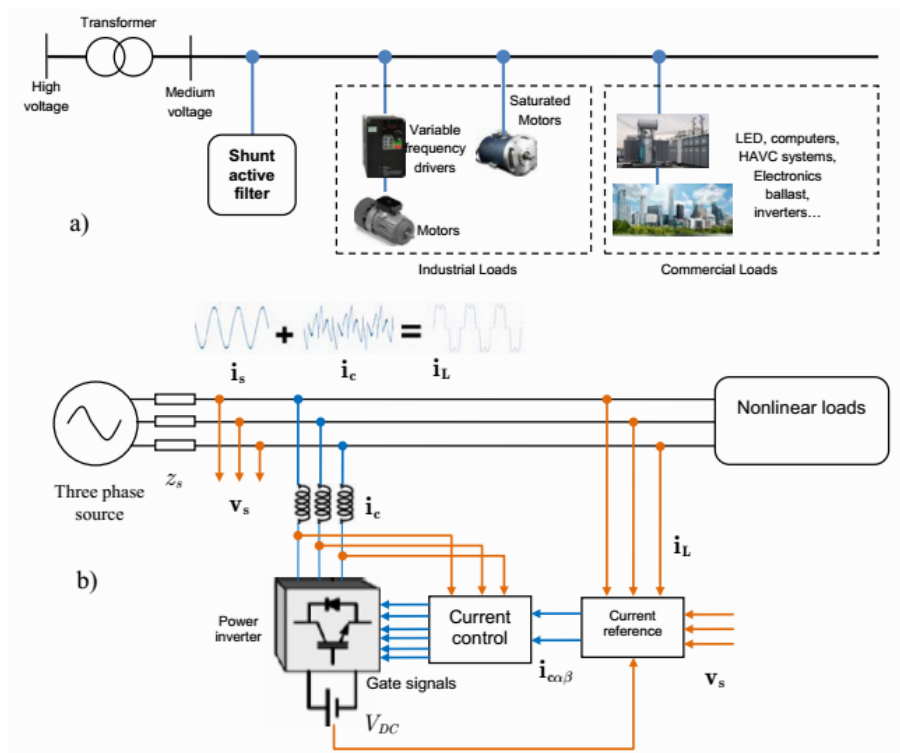 Transformer
High
voltage
Medium
voltage
Shunt
active
filter
a)
Variable
frequency
drivers
Motors
Saturated
Motors
Industrial Loads
LED, computers,
HAVC systems,
Electronics
ballast,
inverters...
Commercial Loads
i_s + i_c = i_L
Three phase
source
z_s
v_s
i_c
Nonlinear loads
i_L
b)
Power
inverter
Current
control
Current
reference
Gate signals
i_cαβ
v_s
V_DC